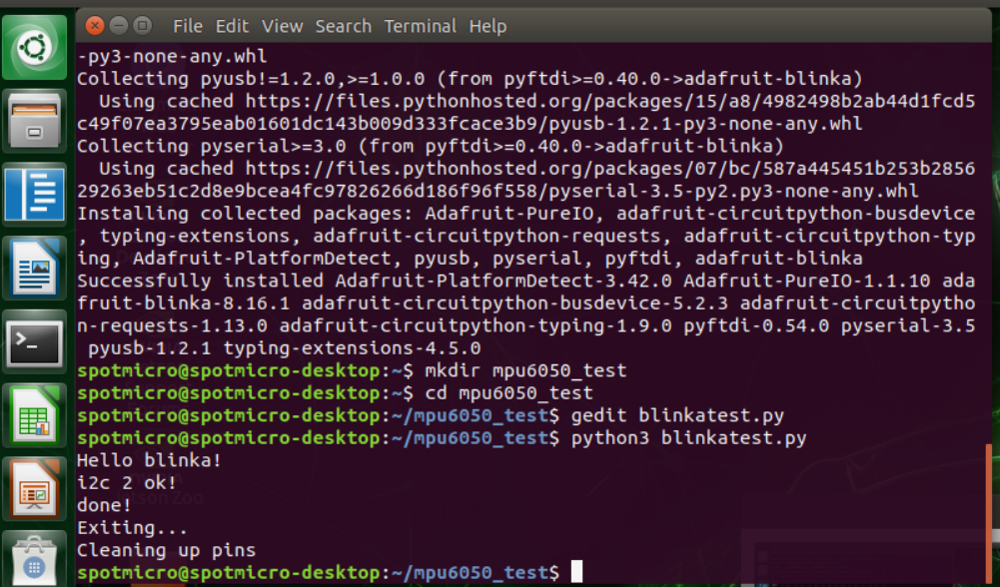 File Edit View Search Terminal Help
-py3-none-any.whl
Collecting pyusb!=1.2.0,>=1.0.0 (from pyftdi>=0.40.0->adafruit-blinka)
  Using cached https://files.pythonhosted.org/packages/15/a8/4982498b2ab44d1fcd5
c49f07ea3795eab01601dc143b009d333fcace3b9/pyusb-1.2.1-py3-none-any.whl
Collecting pyserial>=3.0 (from pyftdi>=0.40.0->adafruit-blinka)
  Using cached https://files.pythonhosted.org/packages/07/bc/587a445451b253b2856
29263eb51c2d8e9bcea4fc97826266d186f96f558/pyserial-3.5-py2.py3-none-any.whl
Installing collected packages: Adafruit-PureIO, adafruit-circuitpython-busdevice
, typing-extensions, adafruit-circuitpython-requests, adafruit-circuitpython-typ
ing, Adafruit-PlatformDetect, pyusb, pyserial, pyftdi, adafruit-blinka
Successfully installed Adafruit-PlatformDetect-3.42.0 Adafruit-PureIO-1.1.10 ada
fruit-blinka-8.16.1 adafruit-circuitpython-busdevice-5.2.3 adafruit-circuitpytho
n-requests-1.13.0 adafruit-circuitpython-typing-1.9.0 pyftdi-0.54.0 pyserial-3.5
 pyusb-1.2.1 typing-extensions-4.5.0
spotmicro@spotmicro-desktop:~$ mkdir mpu6050_test
spotmicro@spotmicro-desktop:~$ cd mpu6050_test
spotmicro@spotmicro-desktop:~/mpu6050_test$ gedit blinkatest.py
spotmicro@spotmicro-desktop:~/mpu6050_test$ python3 blinkatest.py
Hello blinka!
i2c 2 ok!
done!
Exiting...
Cleaning up pins
spotmicro@spotmicro-desktop:~/mpu6050_test$